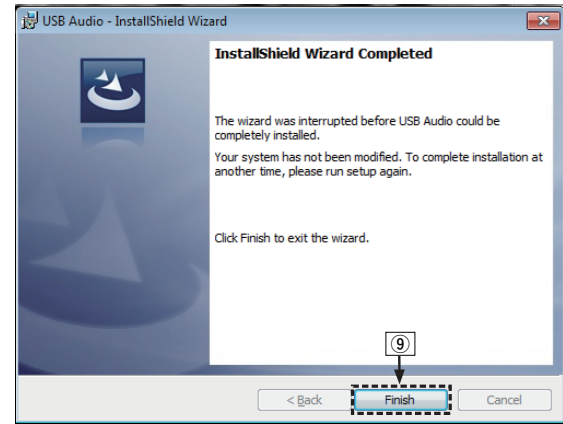 USB Audio - InstallShield Wizard
InstallShield Wizard Completed
The wizard was interrupted before USB Audio could be
completely installed.
Your system has not been modified. To complete installation at
another time, please run setup again.
Click Finish to exit the wizard.
⑨
< Back Finish Cancel